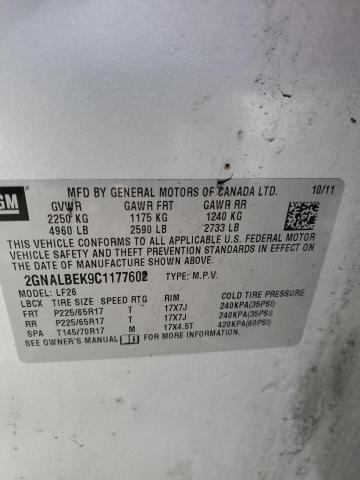 GM
MFD BY GENERAL MOTORS OF CANADA LTD. 10/11
GVWR GAWR FRT GAWR RR
2250 KG 1175 KG 1240 KG
4960 LB 2590 LB 2733 LB
THIS VEHICLE CONFORMS TO ALL APPLICABLE U.S. FEDERAL MOTOR
VEHICLE SAFETY AND THEFT PREVENTION STANDARDS IN EFFECT ON THE
DATE OF MANUFACTURE SHOWN ABOVE.
2GNALBEK9C1177602 TYPE: M.P.V.
MODEL: LF26
LBCX TIRE SIZE SPEED RTG RIM COLD TIRE PRESSURE
FRT P225/65R17 T 17X7J 240KPA(35PSI)
RR P225/65R17 T 17X7J 240KPA(35PSI)
SPA T145/70R17 M 17X4.5T 420KPA(60PSI)
SEE OWNER'S MANUAL FOR MORE INFORMATION.